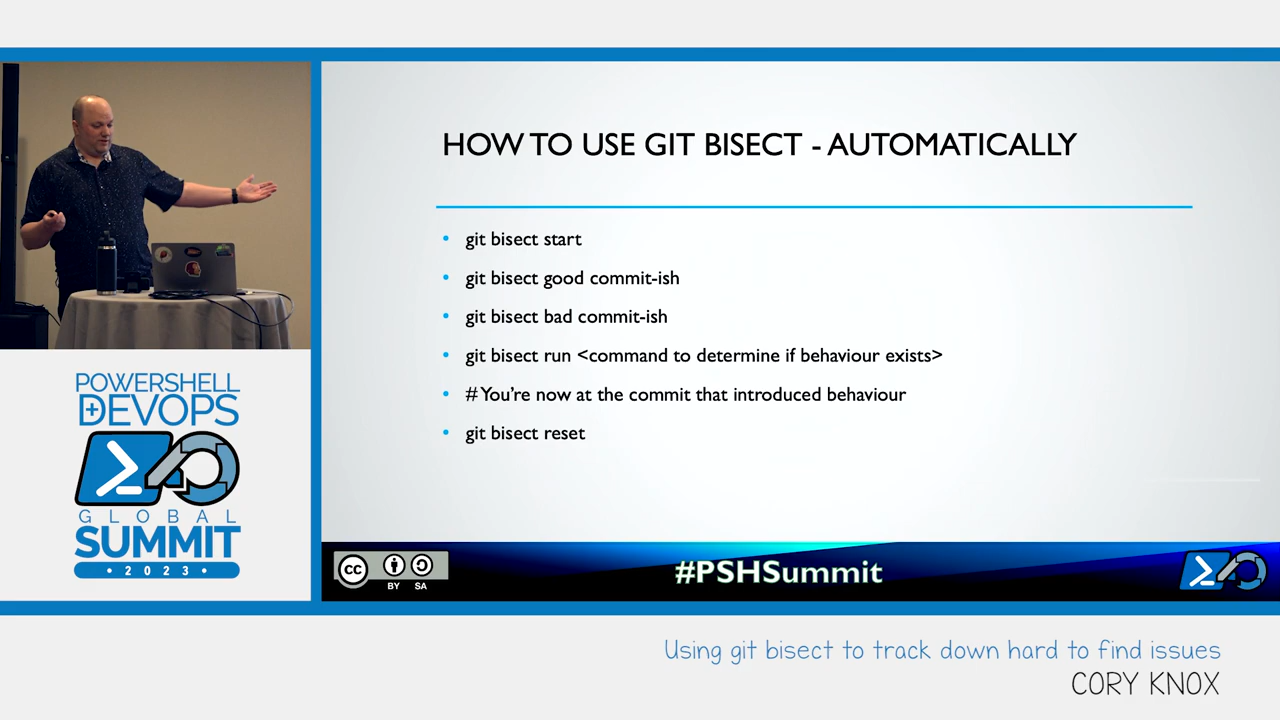 HOW TO USE GIT BISECT - AUTOMATICALLY
• git bisect start
• git bisect good commit-ish
• git bisect bad commit-ish
• git bisect run <command to determine if behaviour exists>
• # You're now at the commit that introduced behaviour
• git bisect reset
POWERSHELL
+DEVOPS
GLOBAL
SUMMIT
• 2023 •
cc
BY SA
#PSHSummit
Using git bisect to track down hard to find issues
CORY KNOX